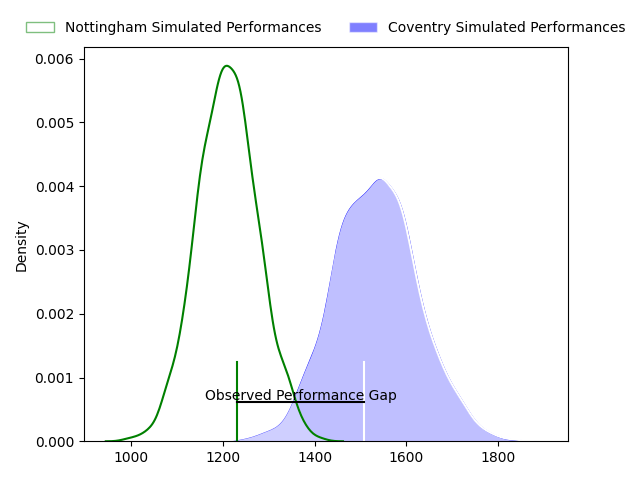 Nottingham Simulated Performances
Coventry Simulated Performances
0.006
0.005
0.004
0.003
0.002
0.001
0.000
Density
Observed Performance Gap
1000 1200 1400 1600 1800